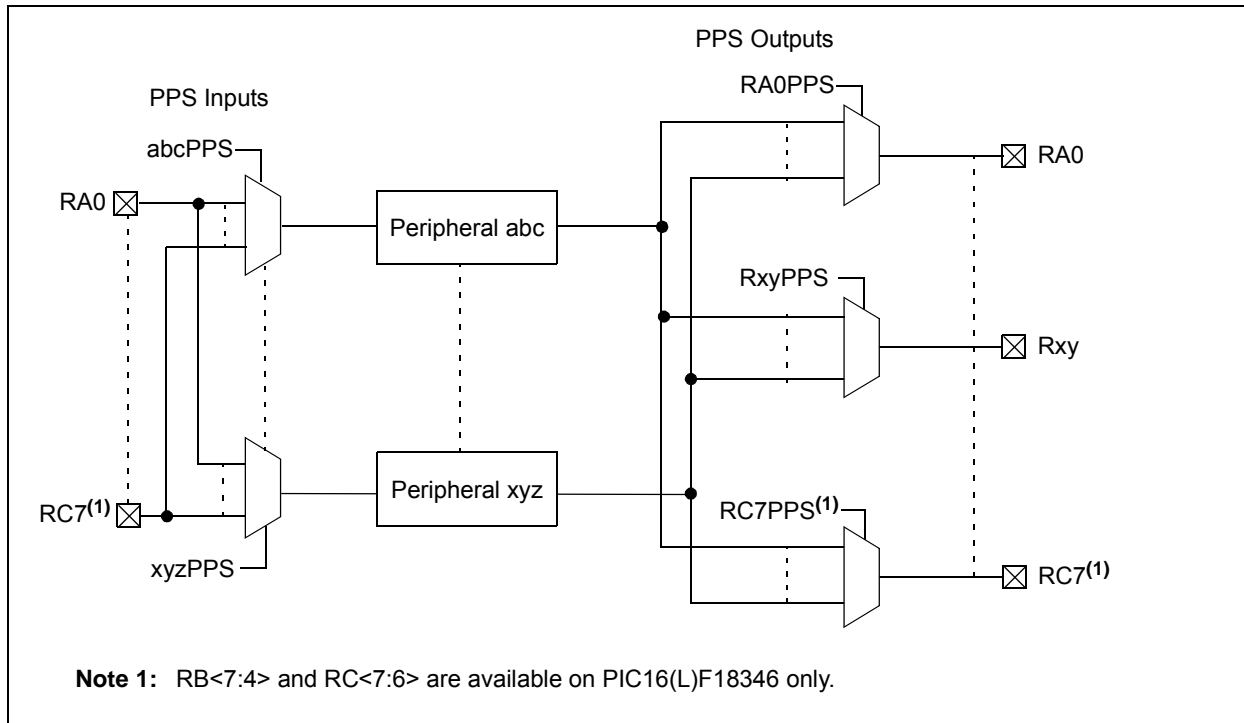 PPS Outputs
RA0PPS
PPS Inputs
abcPPS
RA0
RA0
Peripheral abc
RxyPPS
Rxy
Peripheral xyz
RC7(1)
RC7PPS(1)
xyzPPS
RC7(1)
Note 1: RB<7:4> and RC<7:6> are available on PIC16(L)F18346 only.